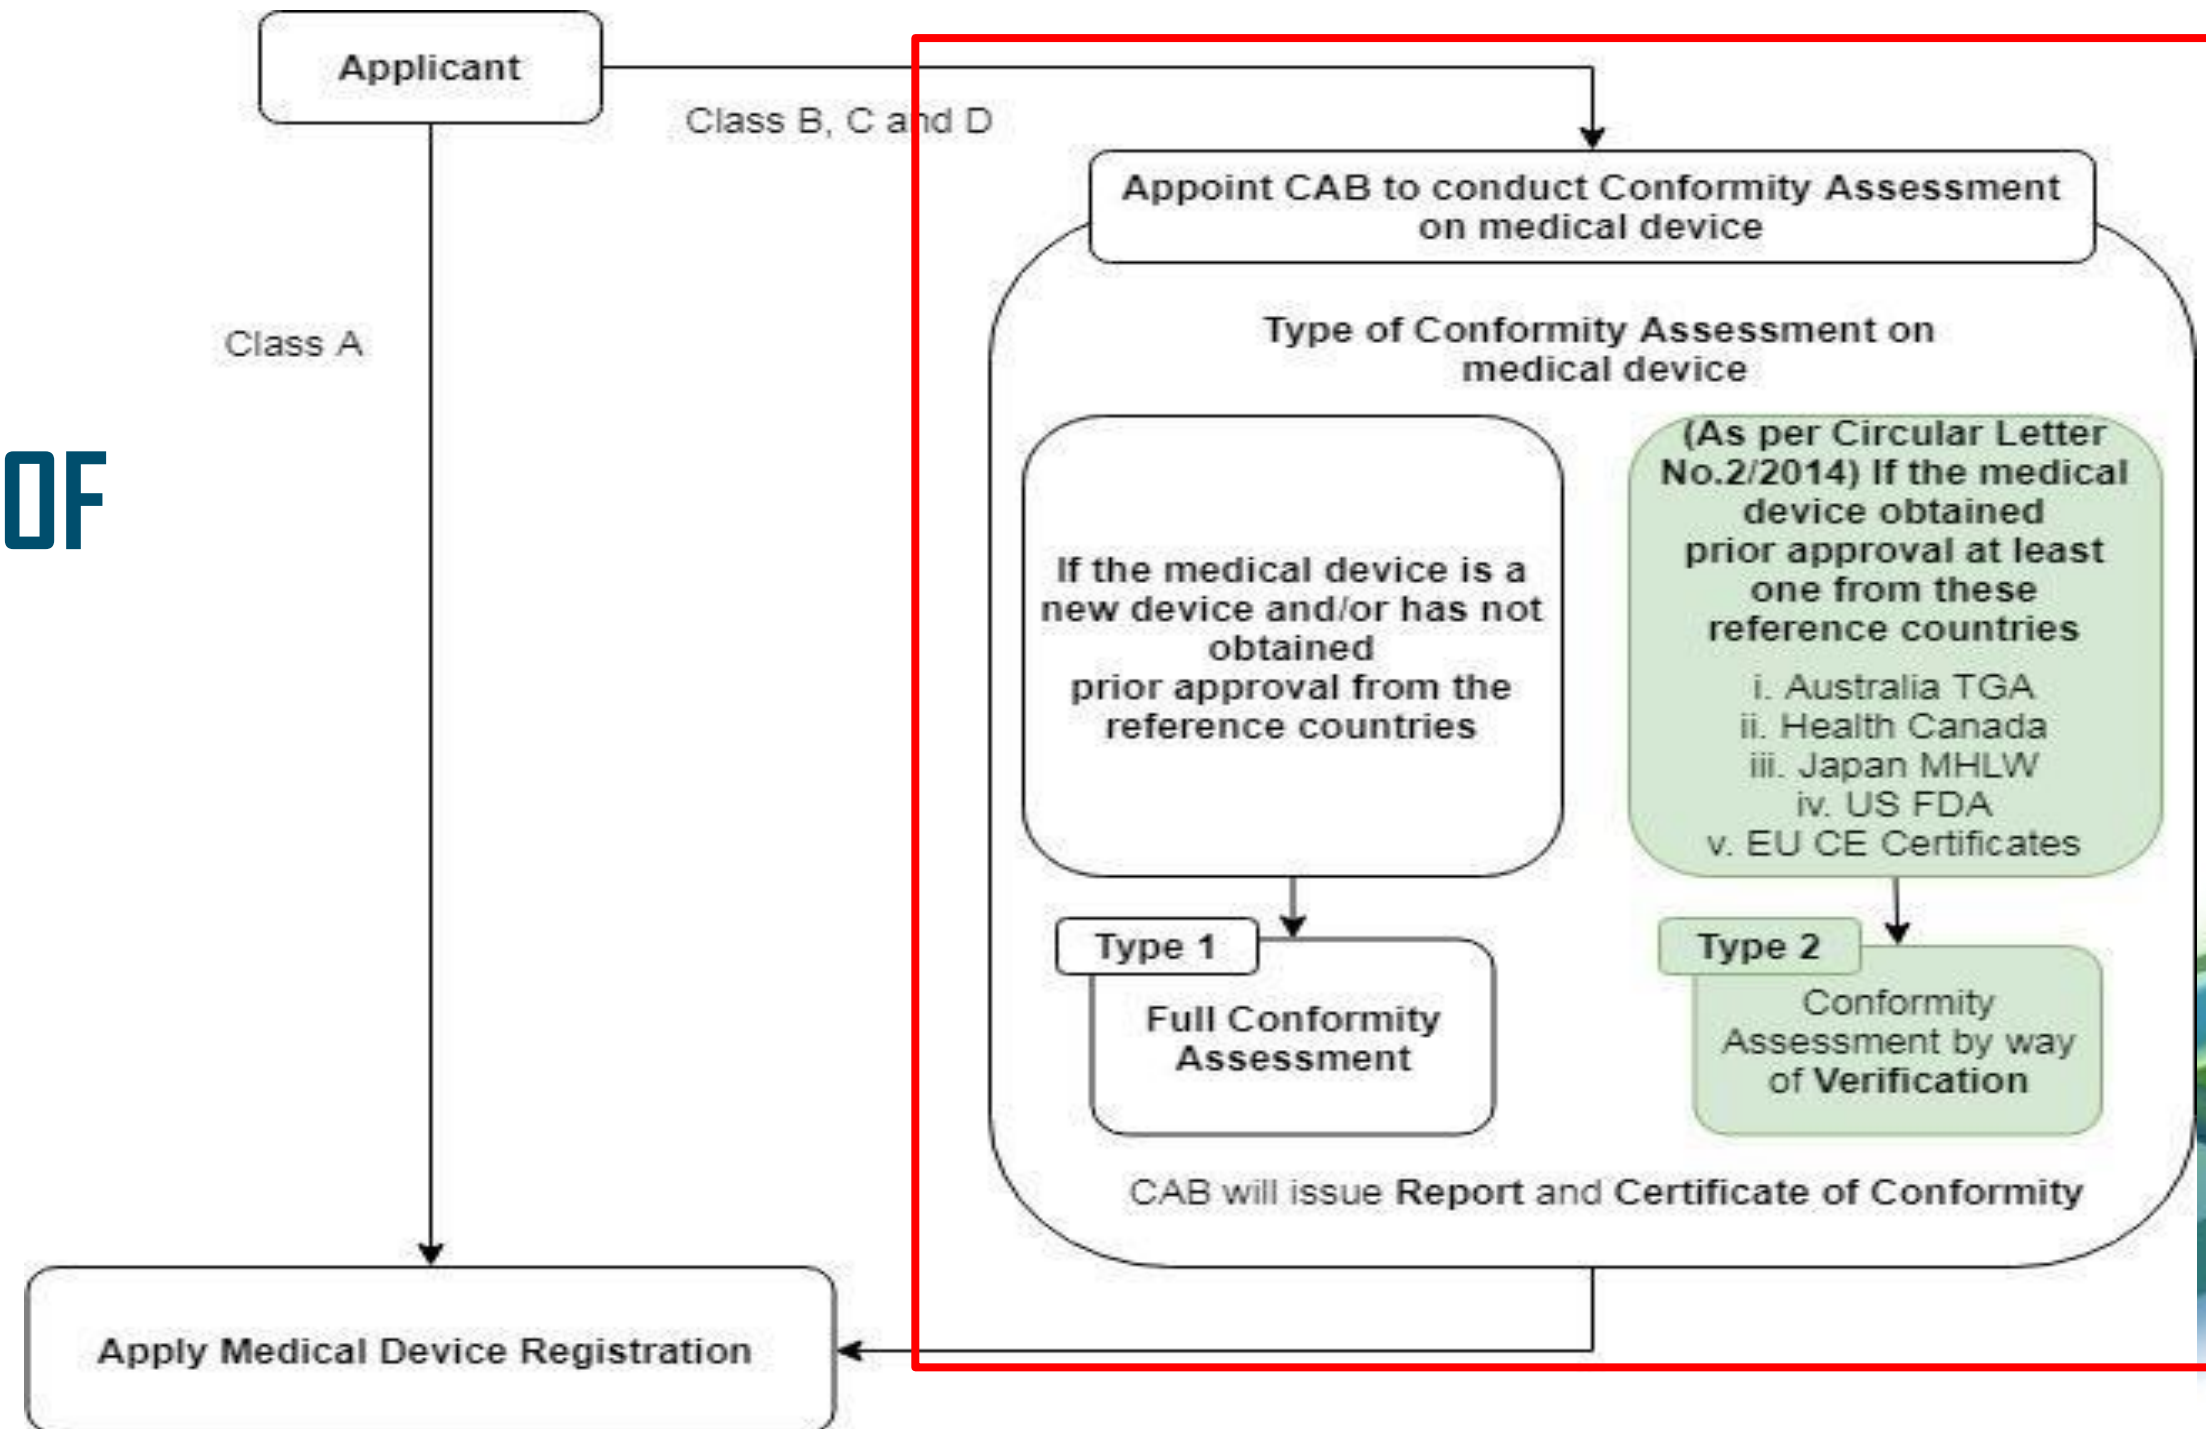 Applicant
Class B, C and D
Appoint CAB to conduct Conformity Assessment
on medical device
Class A
Type of Conformity Assessment on
medical device
OF
If the medical device is a
new device and/or has not
obtained
prior approval from the
reference countries
(As per Circular Letter
No.2/2014) If the medical
device obtained
prior approval at least
one from these
reference countries
i. Australia TGA
ii. Health Canada
iii. Japan MHLW
iv. US FDA
v. EU CE Certificates
Type 1
Full Conformity
Assessment
Type 2
Conformity
Assessment by way
of Verification
CAB will issue Report and Certificate of Conformity
Apply Medical Device Registration